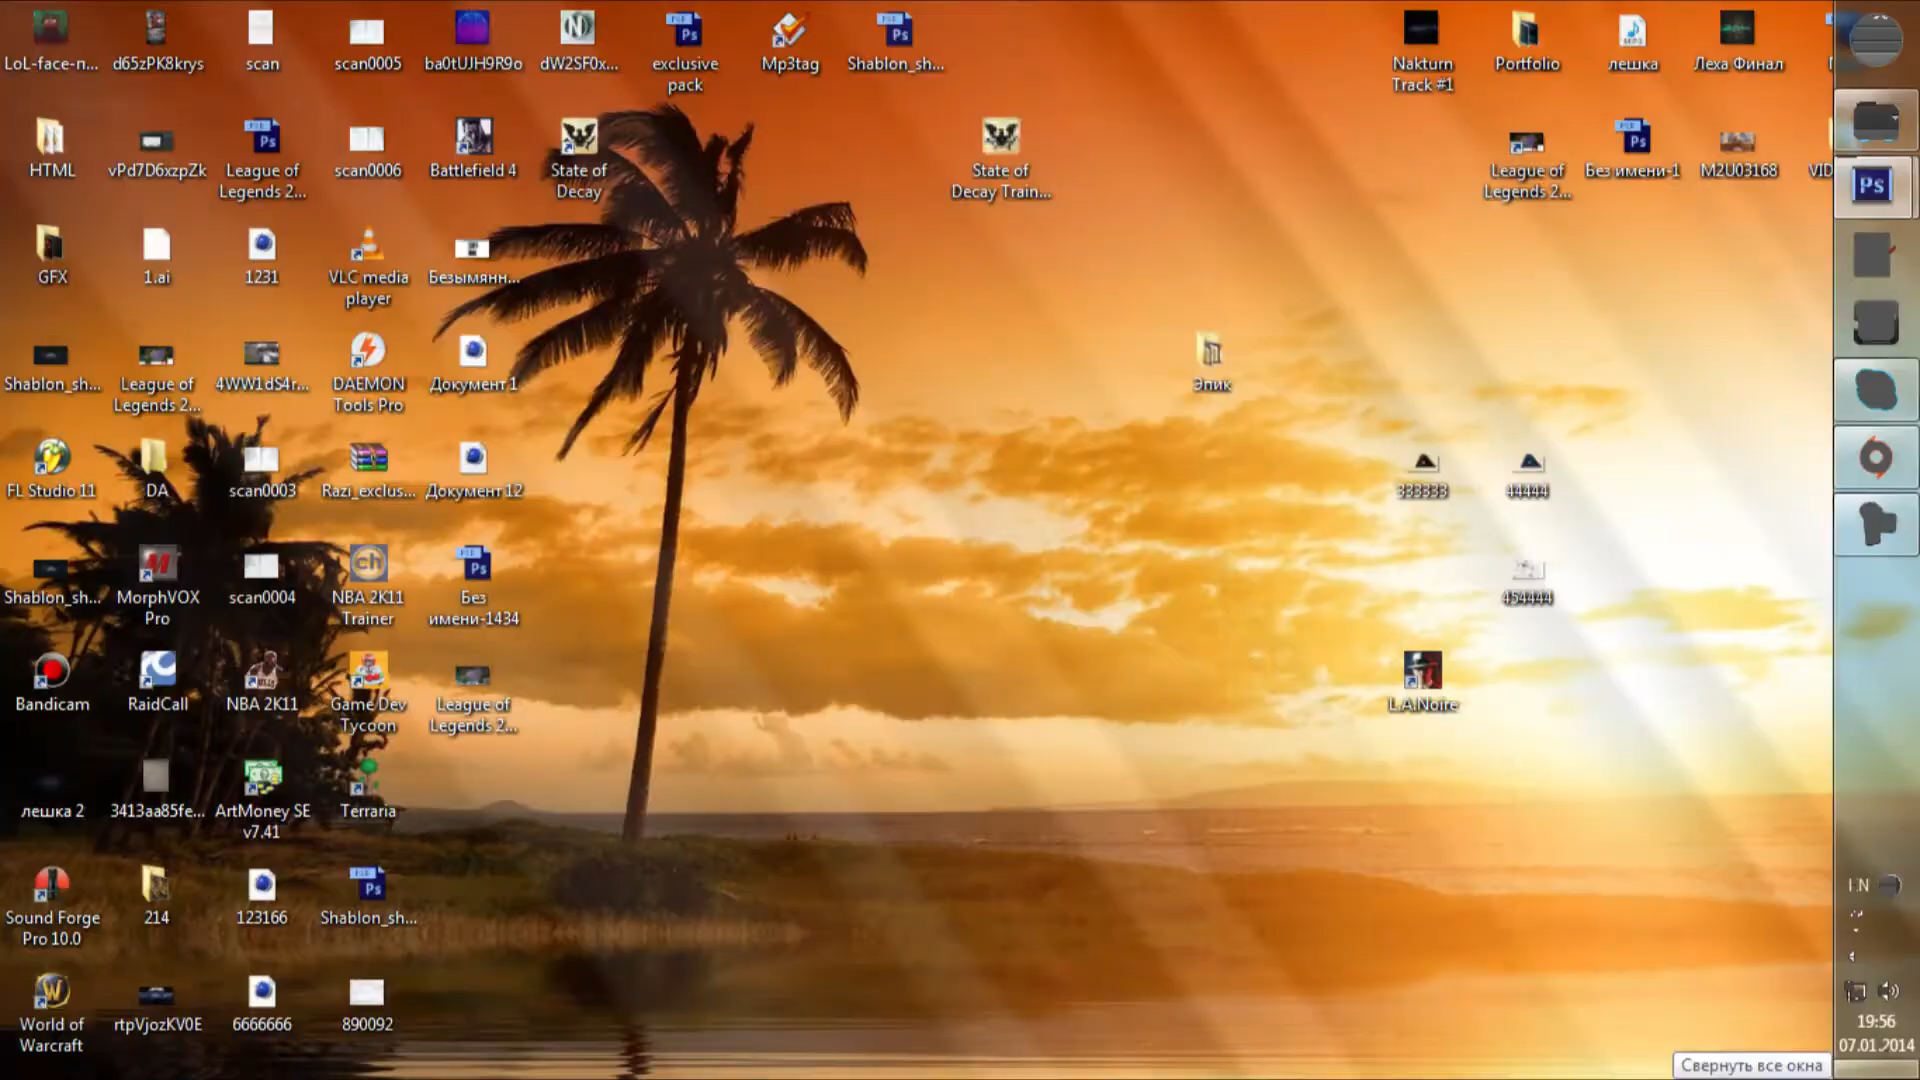 LoL-face-n...
d65zPK8krys
scan
scan0005
ba0tUJH9R9o
dW2SF0x...
exclusive
pack
Mp3tag
Shablon_sh...
Nakturn
Track #1
Portfolio
лешка
Леха Финал
HTML
vPd7D6xzpZk
League of
Legends 2...
scan0006
Battlefield 4
State of
Decay
State of
Decay Train...
League of
Legends 2...
Без имени-1
M2U03168
VID
GFX
1.ai
1231
VLC media
player
Безымянн...
Shablon_sh...
League of
Legends 2...
4WW1dS4r...
DAEMON
Tools Pro
Документ 1
Эпик
FL Studio 11
DA
scan0003
Razi_exclus...
Документ 12
333333
44444
Shablon_sh...
MorphVOX
Pro
scan0004
NBA 2K11
Trainer
Без
имени-1434
454444
Bandicam
RaidCall
NBA 2K11
Game Dev
Tycoon
League of
Legends 2...
L.A.Noire
лешка 2
3413aa85fe...
ArtMoney SE
v7.41
Terraria
Sound Forge
Pro 10.0
214
123166
Shablon_sh...
World of
Warcraft
rtpVjozKV0E
6666666
890092
EN
19:56
07.01.2014
Свернуть все окна